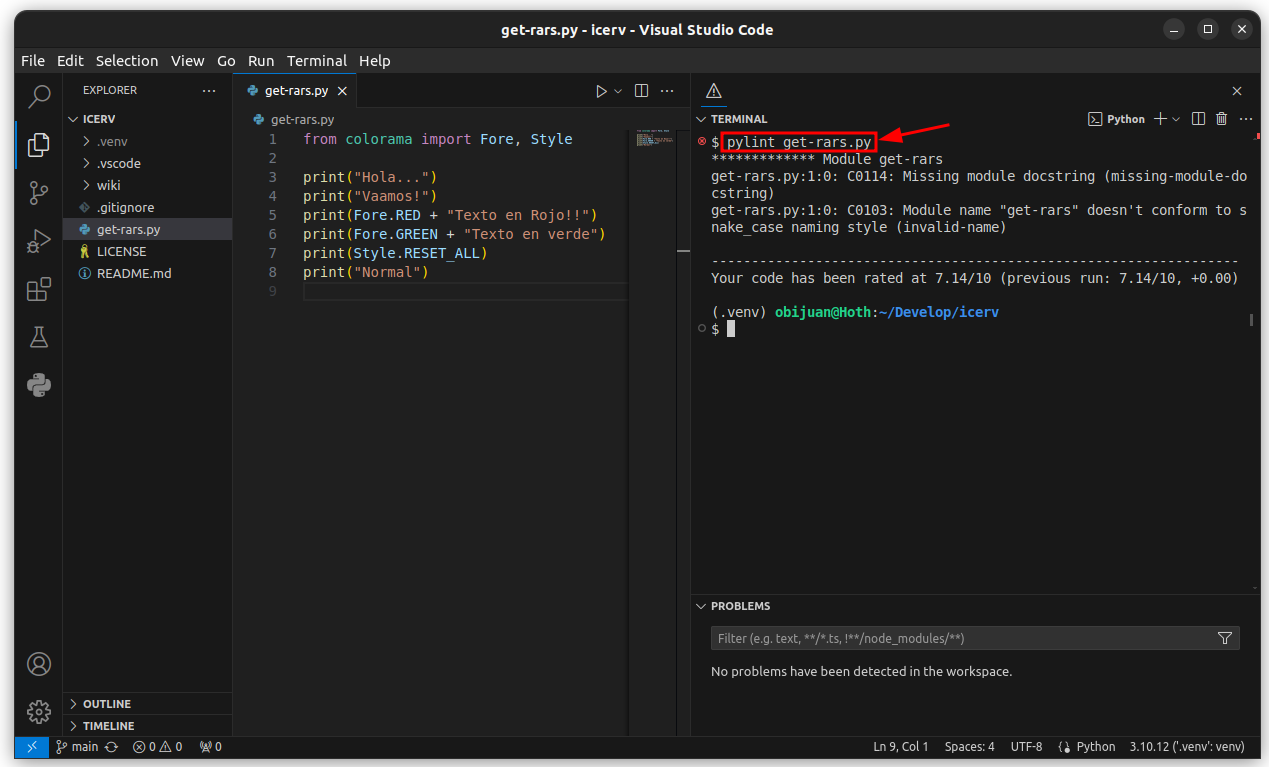 get-rars.py - icerv - Visual Studio Code
File Edit Selection View Go Run Terminal Help
EXPLORER
ICERV
.venv
.vscode
wiki
.gitignore
get-rars.py
LICENSE
README.md
OUTLINE
TIMELINE
get-rars.py
get-rars.py
1 from colorama import Fore, Style
2
3 print("Hola...")
4 print("Vaamos!")
5 print(Fore.RED + "Texto en Rojo!!")
6 print(Fore.GREEN + "Texto en verde")
7 print(Style.RESET_ALL)
8 print("Normal")
9
TERMINAL
Python
$ pylint get-rars.py
************* Module get-rars
get-rars.py:1:0: C0114: Missing module docstring (missing-module-do
cstring)
get-rars.py:1:0: C0103: Module name "get-rars" doesn't conform to s
nake_case naming style (invalid-name)
------------------------------------------------------------------
Your code has been rated at 7.14/10 (previous run: 7.14/10, +0.00)
(.venv) obijuan@Hoth:~/Develop/icerv
$
PROBLEMS
Filter (e.g. text, **/*.ts, !**/node_modules/**)
No problems have been detected in the workspace.
main 0 0 0 Ln 9, Col 1 Spaces: 4 UTF-8 Python 3.10.12 ('.venv': venv)